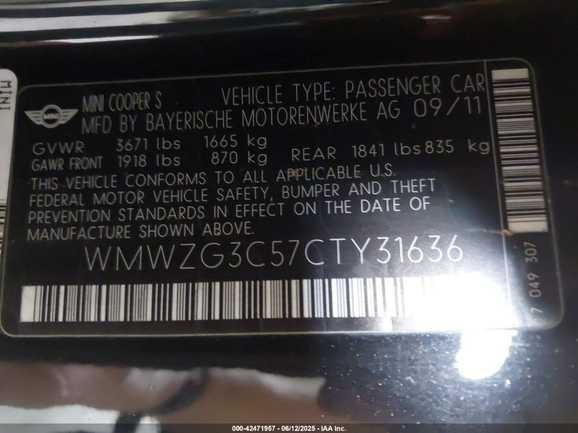 MINI COOPER S VEHICLE TYPE: PASSENGER CAR
MFD BY BAYERISCHE MOTORENWERKE AG 09/11
GVWR 3671 lbs 1665 kg
GAWR FRONT 1918 lbs 870 kg REAR 1841 lbs 835 kg
THIS VEHICLE CONFORMS TO ALL APPLICABLE U.S.
FEDERAL MOTOR VEHICLE SAFETY, BUMPER AND THEFT
PREVENTION STANDARDS IN EFFECT ON THE DATE OF
MANUFACTURE SHOWN ABOVE
WMWZG3C57CTY31636
7 049 307
MINI
000-42471957 - 06/12/2025 - IAA Inc.